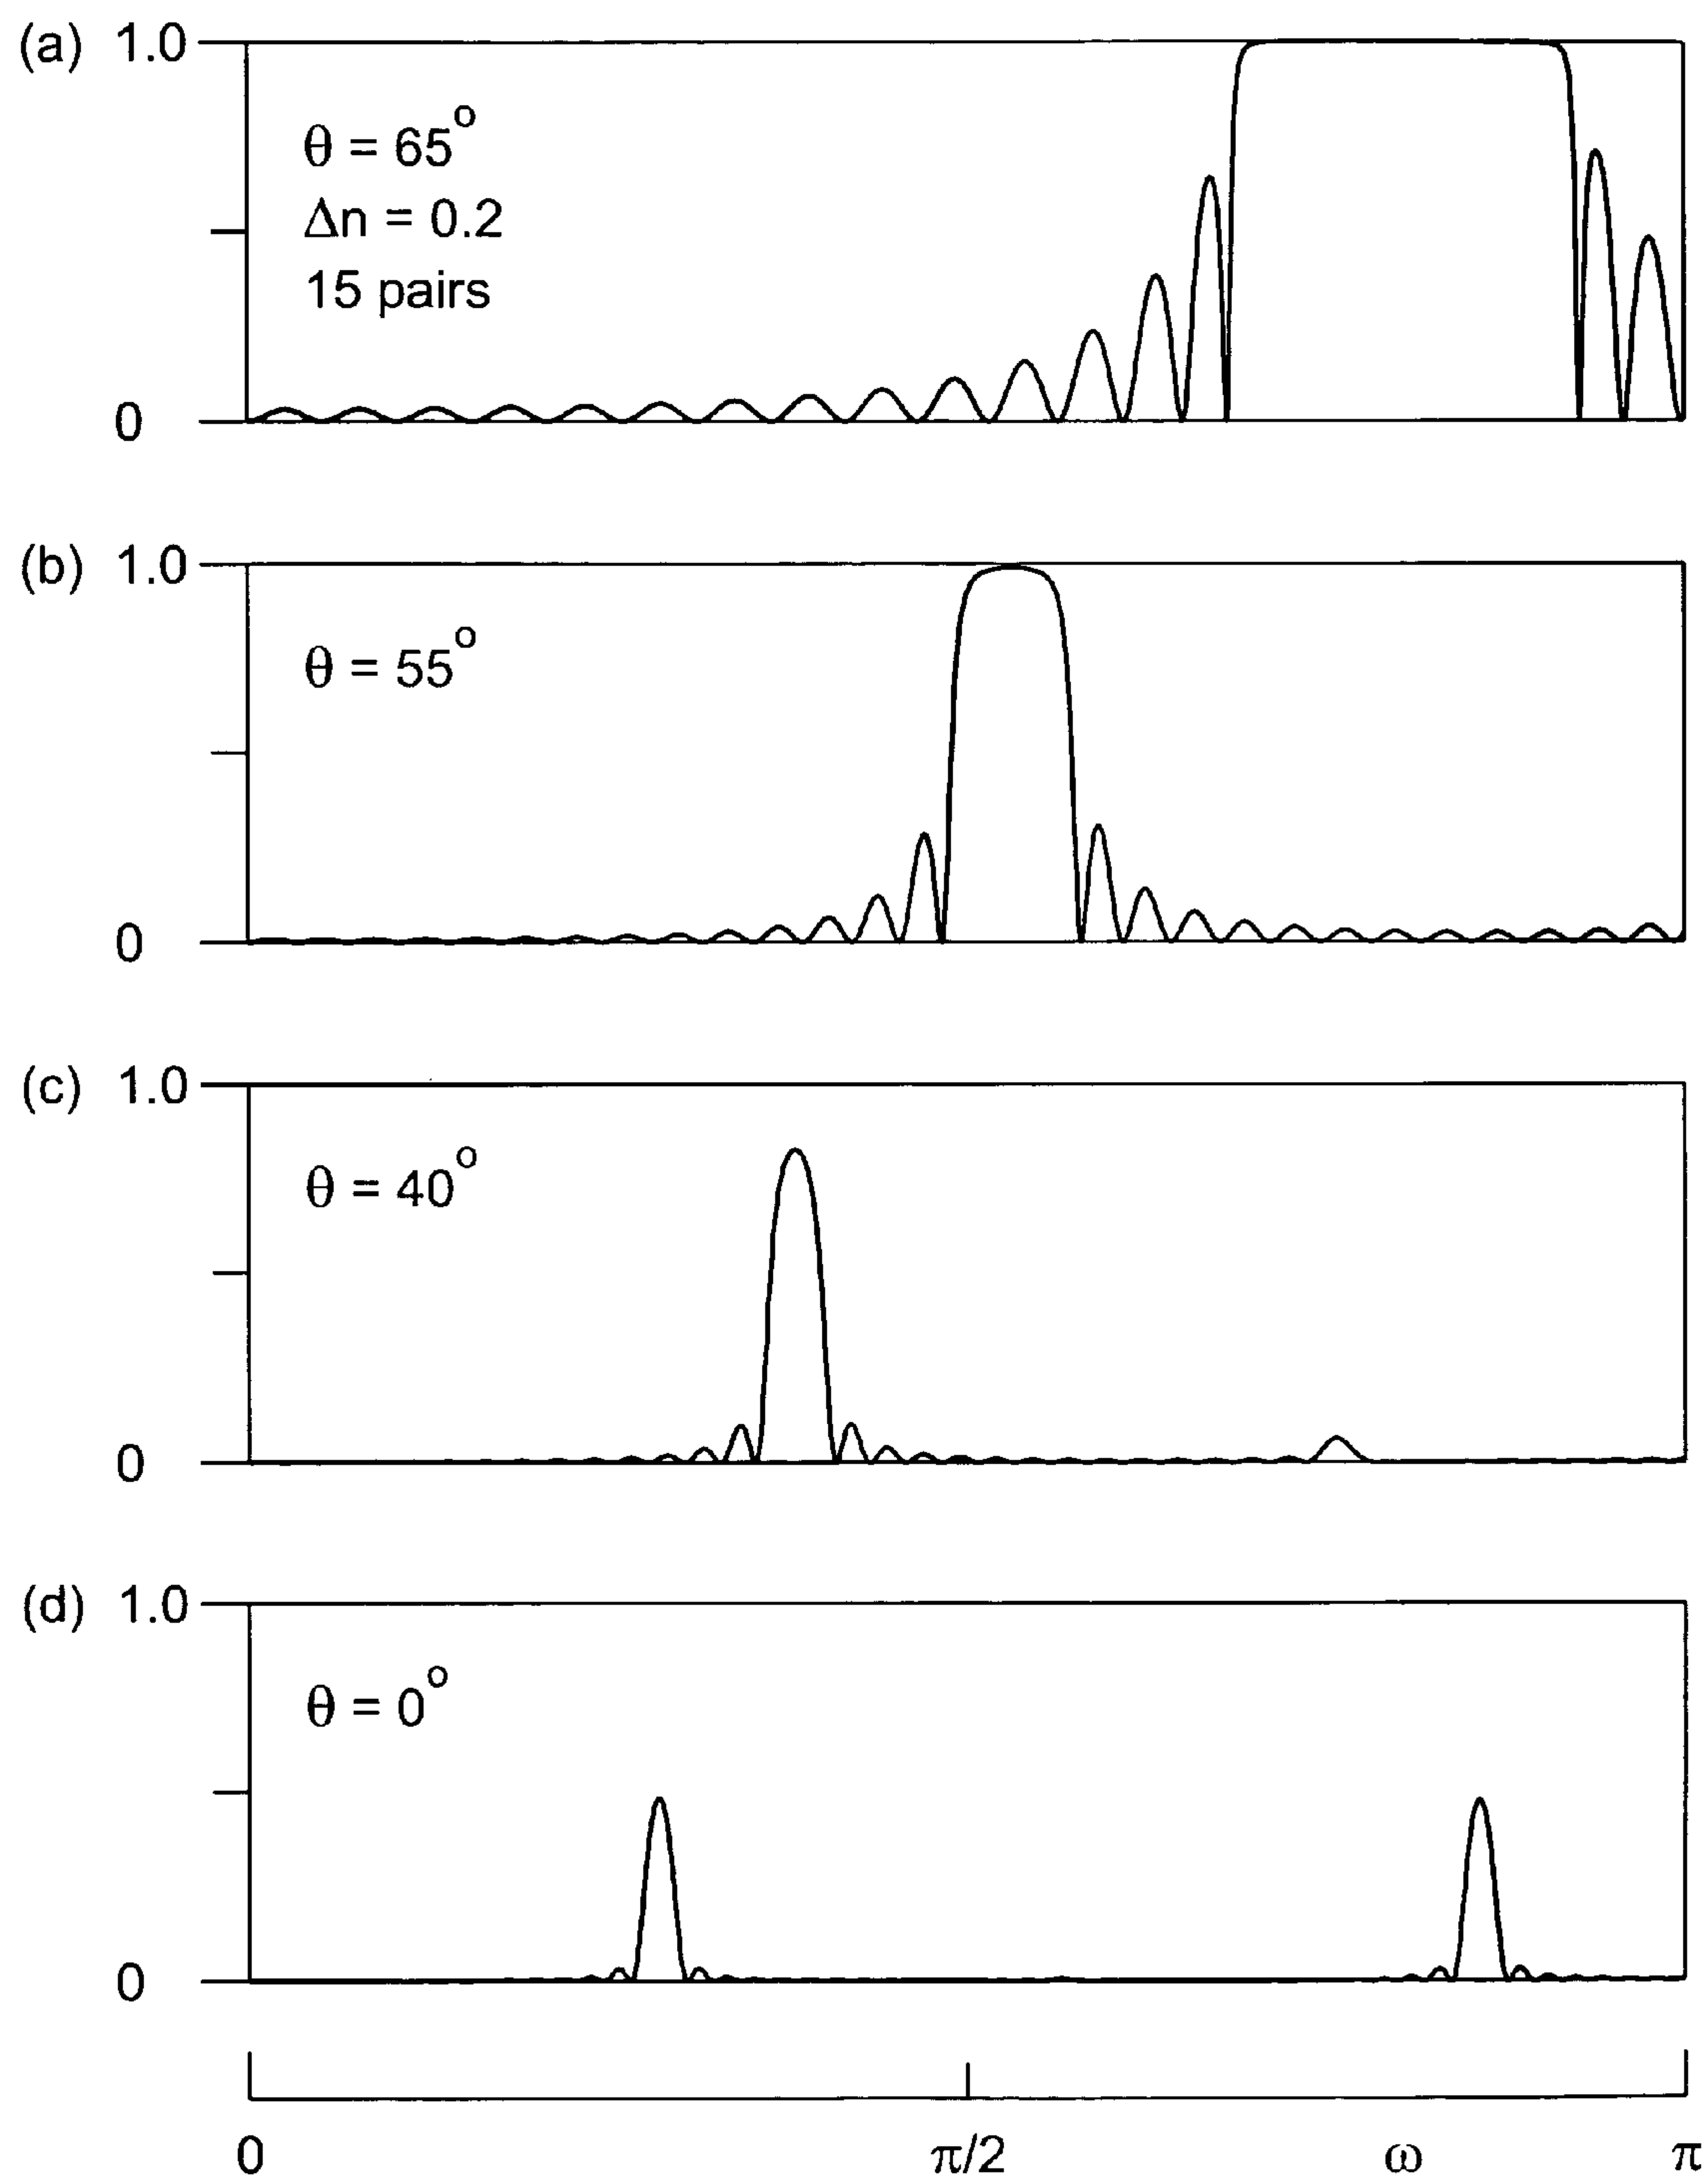 (a) 1.0
θ = 65°
Δn = 0.2
15 pairs
0
(b) 1.0
θ = 55°
0
(c) 1.0
θ = 40°
0
(d) 1.0
θ = 0°
0
0 π/2 ω π